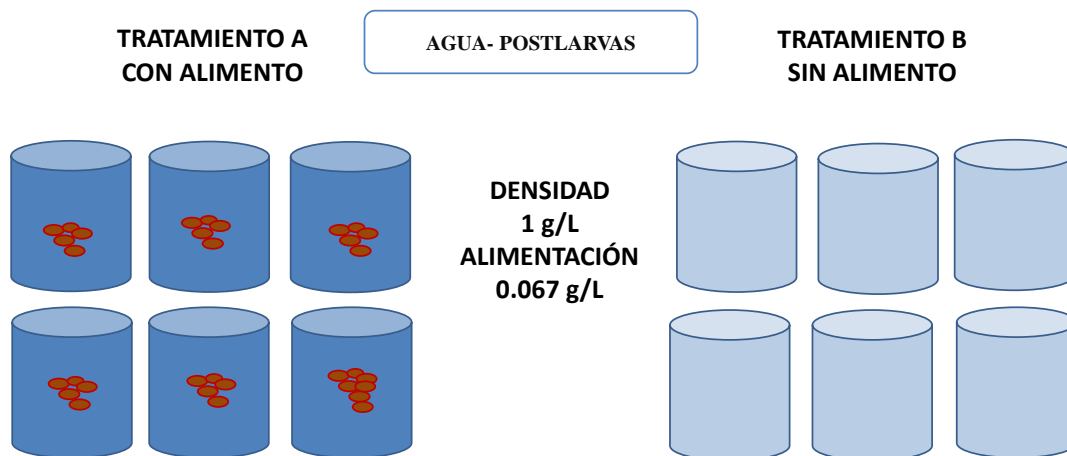 TRATAMIENTO A
CON ALIMENTO
AGUA- POSTLARVAS
TRATAMIENTO B
SIN ALIMENTO
DENSIDAD
1 g/L
ALIMENTACIÓN
0.067 g/L